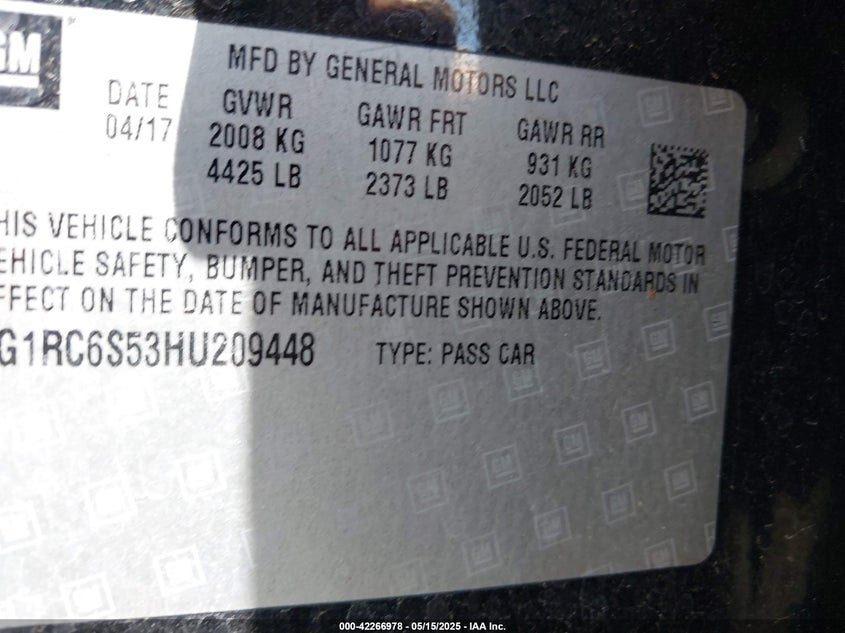 GM
MFD BY GENERAL MOTORS LLC
DATE
04/17
GVWR
2008 KG
4425 LB
GAWR FRT
1077 KG
2373 LB
GAWR RR
931 KG
2052 LB
HIS VEHICLE CONFORMS TO ALL APPLICABLE U.S. FEDERAL MOTOR
EHICLE SAFETY, BUMPER, AND THEFT PREVENTION STANDARDS IN
FFECT ON THE DATE OF MANUFACTURE SHOWN ABOVE.
G1RC6S53HU209448 TYPE: PASS CAR
000-42266978 - 05/15/2025 - IAA Inc.